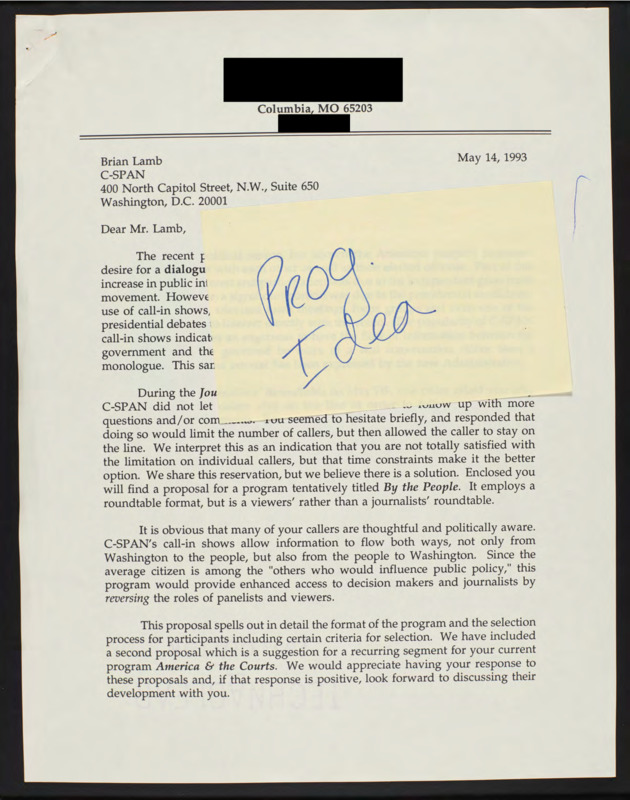 Columbia, MO 65203
Brian Lamb
May 14, 1993
C-SPAN
400 North Capitol Street, N.W., Suite 650
Washington, D.C. 20001
Dear Mr. Lamb,
PROG.
Idea
The recent
desire for a dialogu
increase in public int
movement. Howeve
use of call-in shows,
presidential debates
call-in shows indicat
government and the
monologue. This sar
During the Jou
C-SPAN did not let
follow up with more
questions and/or com
You seemed to hesitate briefly, and responded that
doing so would limit the number of callers, but then allowed the caller to stay on
the line. We interpret this as an indication that you are not totally satisfied with
the limitation on individual callers, but that time constraints make it the better
option. We share this reservation, but we believe there is a solution. Enclosed you
will find a proposal for a program tentatively titled By the People. It employs a
roundtable format, but is a viewers' rather than a journalists' roundtable.
It is obvious that many of your callers are thoughtful and politically aware.
C-SPAN's call-in shows allow information to flow both ways, not only from
Washington to the people, but also from the people to Washington. Since the
average citizen is among the "others who would influence public policy," this
program would provide enhanced access to decision makers and journalists by
reversing the roles of panelists and viewers.
This proposal spells out in detail the format of the program and the selection
process for participants including certain criteria for selection. We have included
a second proposal which is a suggestion for a recurring segment for your current
program America & the Courts. We would appreciate having your response to
these proposals and, if that response is positive, look forward to discussing their
development with you.